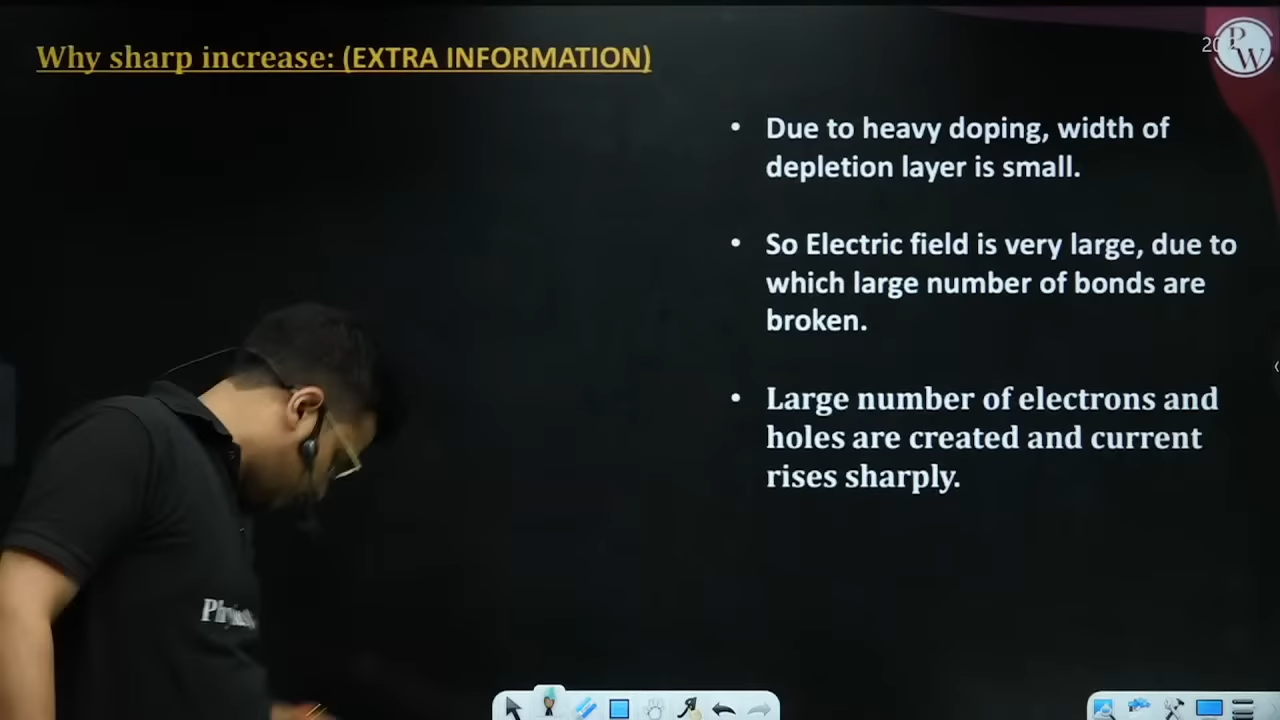 Why sharp increase: (EXTRA INFORMATION)
• Due to heavy doping, width of
depletion layer is small.
• So Electric field is very large, due to
which large number of bonds are
broken.
• Large number of electrons and
holes are created and current
rises sharply.
PW